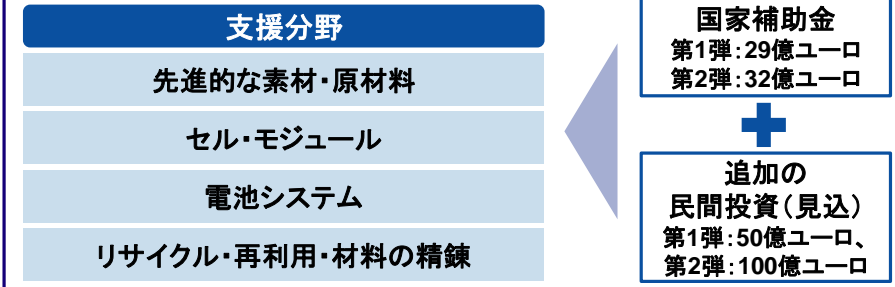 支援分野
先進的な素材・原材料
セル・モジュール
電池システム
リサイクル・再利用・材料の精錬
国家補助金
第1弾：29億ユーロ
第2弾：32億ユーロ
追加の
民間投資（見込）
第1弾：50億ユーロ、
第2弾：100億ユーロ